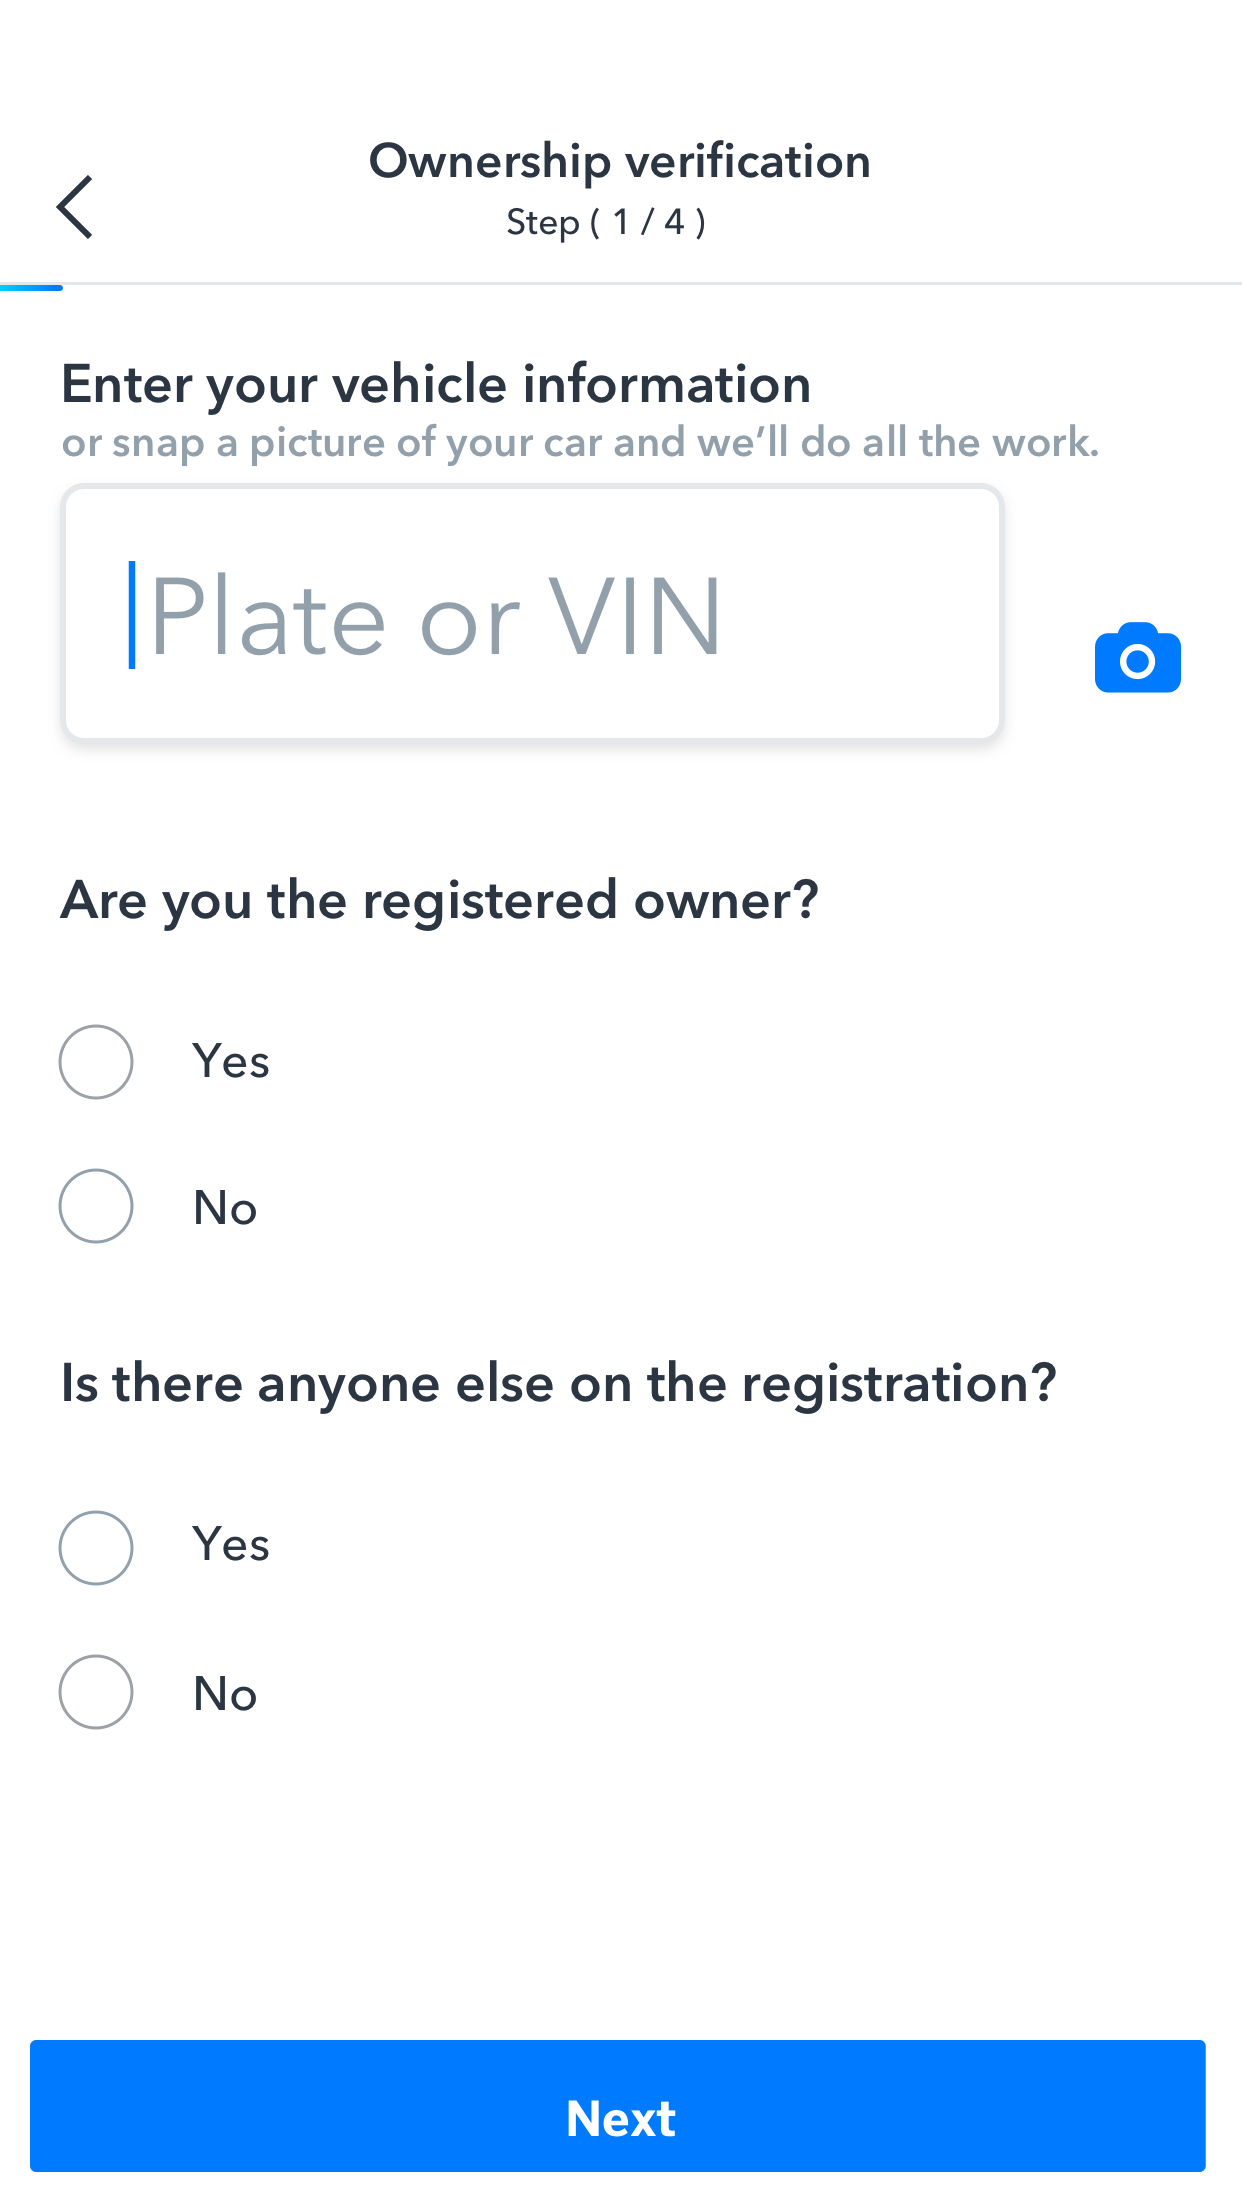 Ownership verification
Step ( 1 / 4 )
Enter your vehicle information
or snap a picture of your car and we’ll do all the work.
Plate or VIN
Are you the registered owner?
Yes
No
Is there anyone else on the registration?
Yes
No
Next